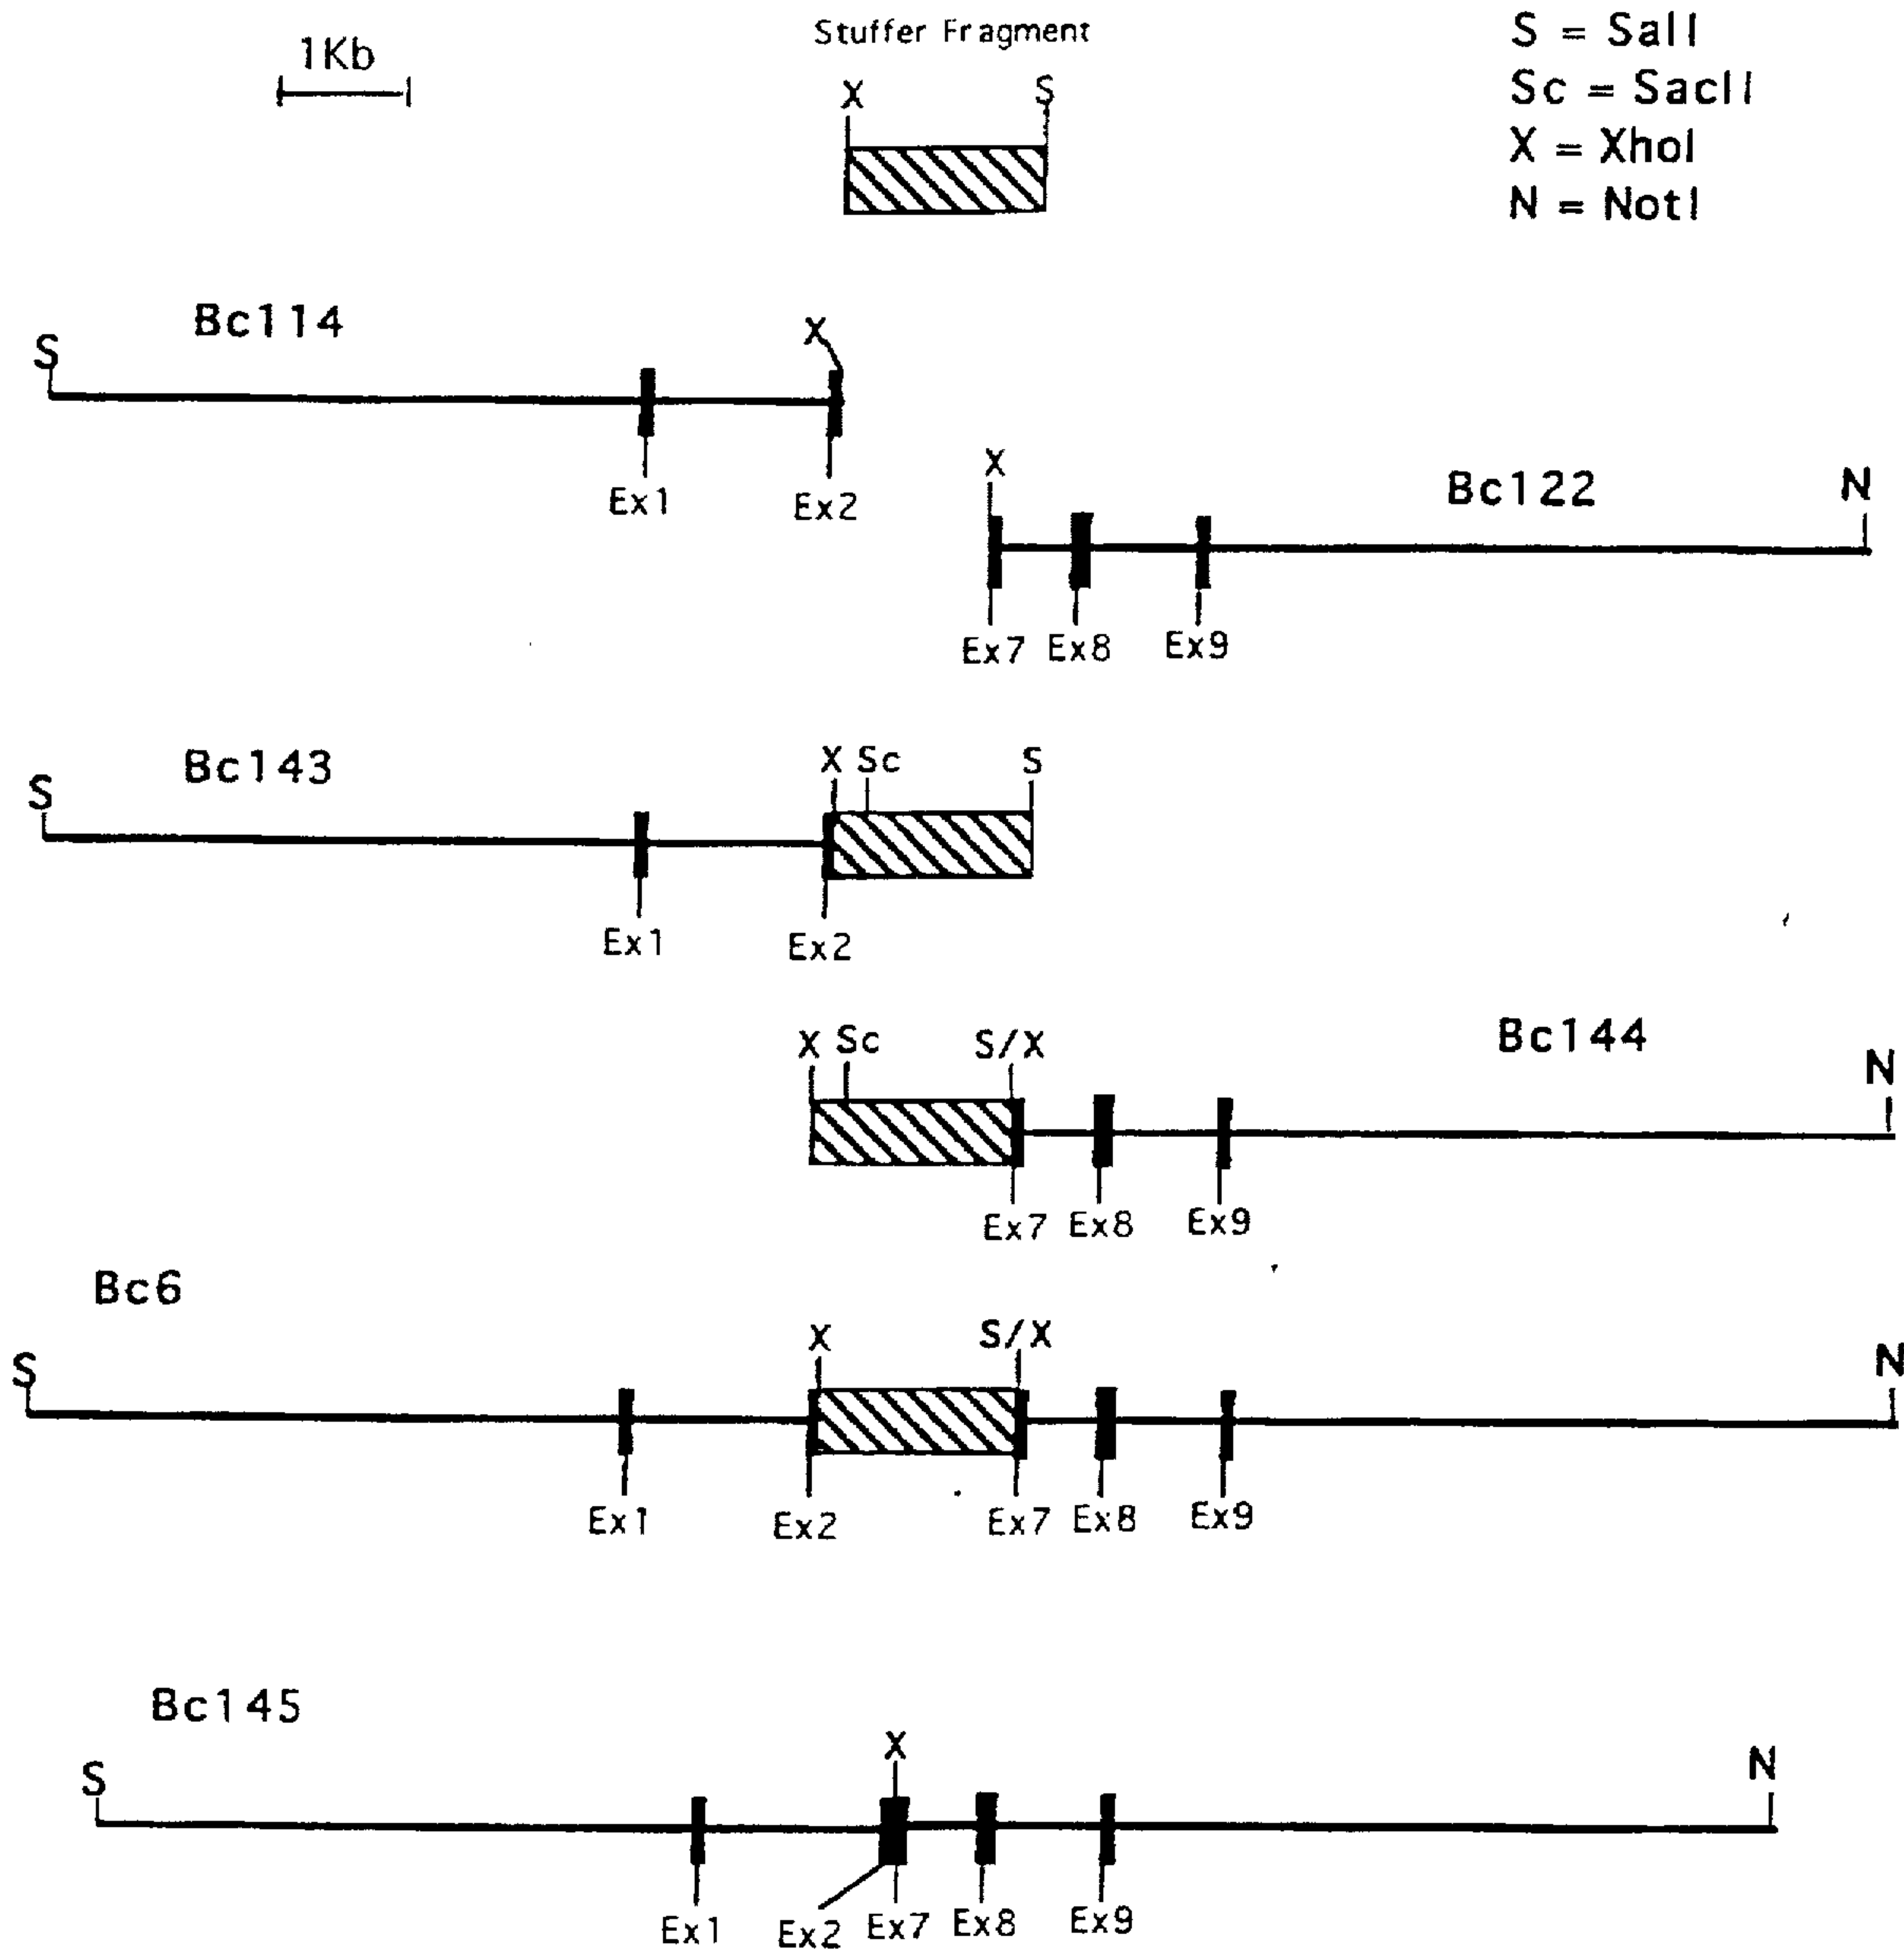 1Kb
Stuffer Fragment
X S
S = SalI
Sc = SacII
X = XhoI
N = NotI
Bc114
S X
Ex1 Ex2
X Bc122 N
Ex7 Ex8 Ex9
Bc143
S X Sc S
Ex1 Ex2
X Sc S/X Bc144 N
Ex7 Ex8 Ex9
Bc6
S X S/X N
Ex1 Ex2 Ex7 Ex8 Ex9
Bc145
S X N
Ex1 Ex2 Ex7 Ex8 Ex9